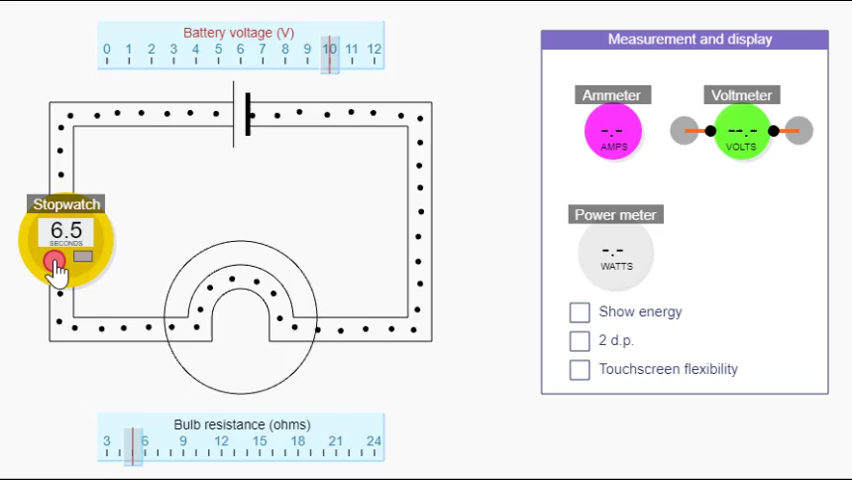 Battery voltage (V)
0 1 2 3 4 5 6 7 8 9 10 11 12
Measurement and display
Ammeter
Voltmeter
-.-
AMPS
--.-
VOLTS
Stopwatch
6.5
SECONDS
Power meter
-.-
WATTS
Show energy
2 d.p.
Touchscreen flexibility
Bulb resistance (ohms)
3 6 9 12 15 18 21 24